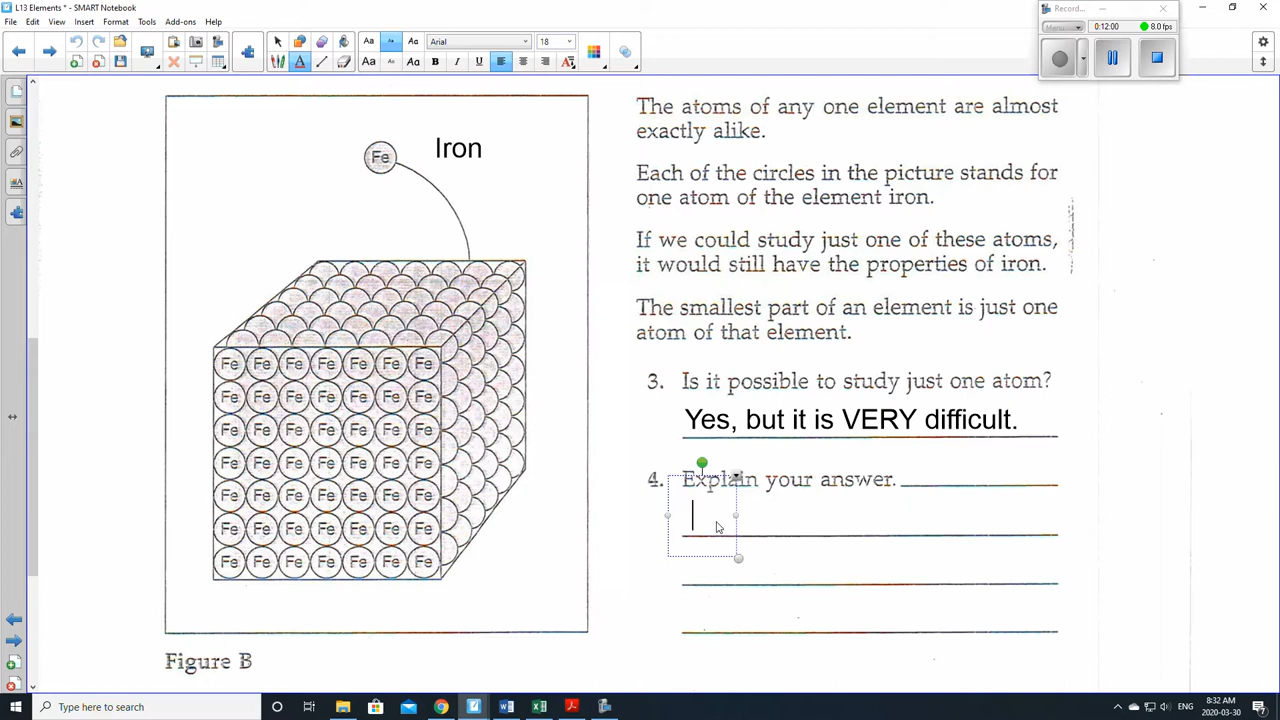 L13 Elements * - SMART Notebook
Record...
File Edit View Insert Format Tools Add-ons Help
Menu
0:12:00
8.0 fps
Arial
18
Fe
Iron
Fe Fe Fe Fe Fe Fe Fe
Fe Fe Fe Fe Fe Fe Fe
Fe Fe Fe Fe Fe Fe Fe
Fe Fe Fe Fe Fe Fe Fe
Fe Fe Fe Fe Fe Fe Fe
Fe Fe Fe Fe Fe Fe Fe
Fe Fe Fe Fe Fe Fe Fe
Figure B
The atoms of any one element are almost
exactly alike.
Each of the circles in the picture stands for
one atom of the element iron.
If we could study just one of these atoms,
it would still have the properties of iron.
The smallest part of an element is just one
atom of that element.
3. Is it possible to study just one atom?
Yes, but it is VERY difficult.
4. Explain your answer.
Type here to search
ENG
8:32 AM
2020-03-30